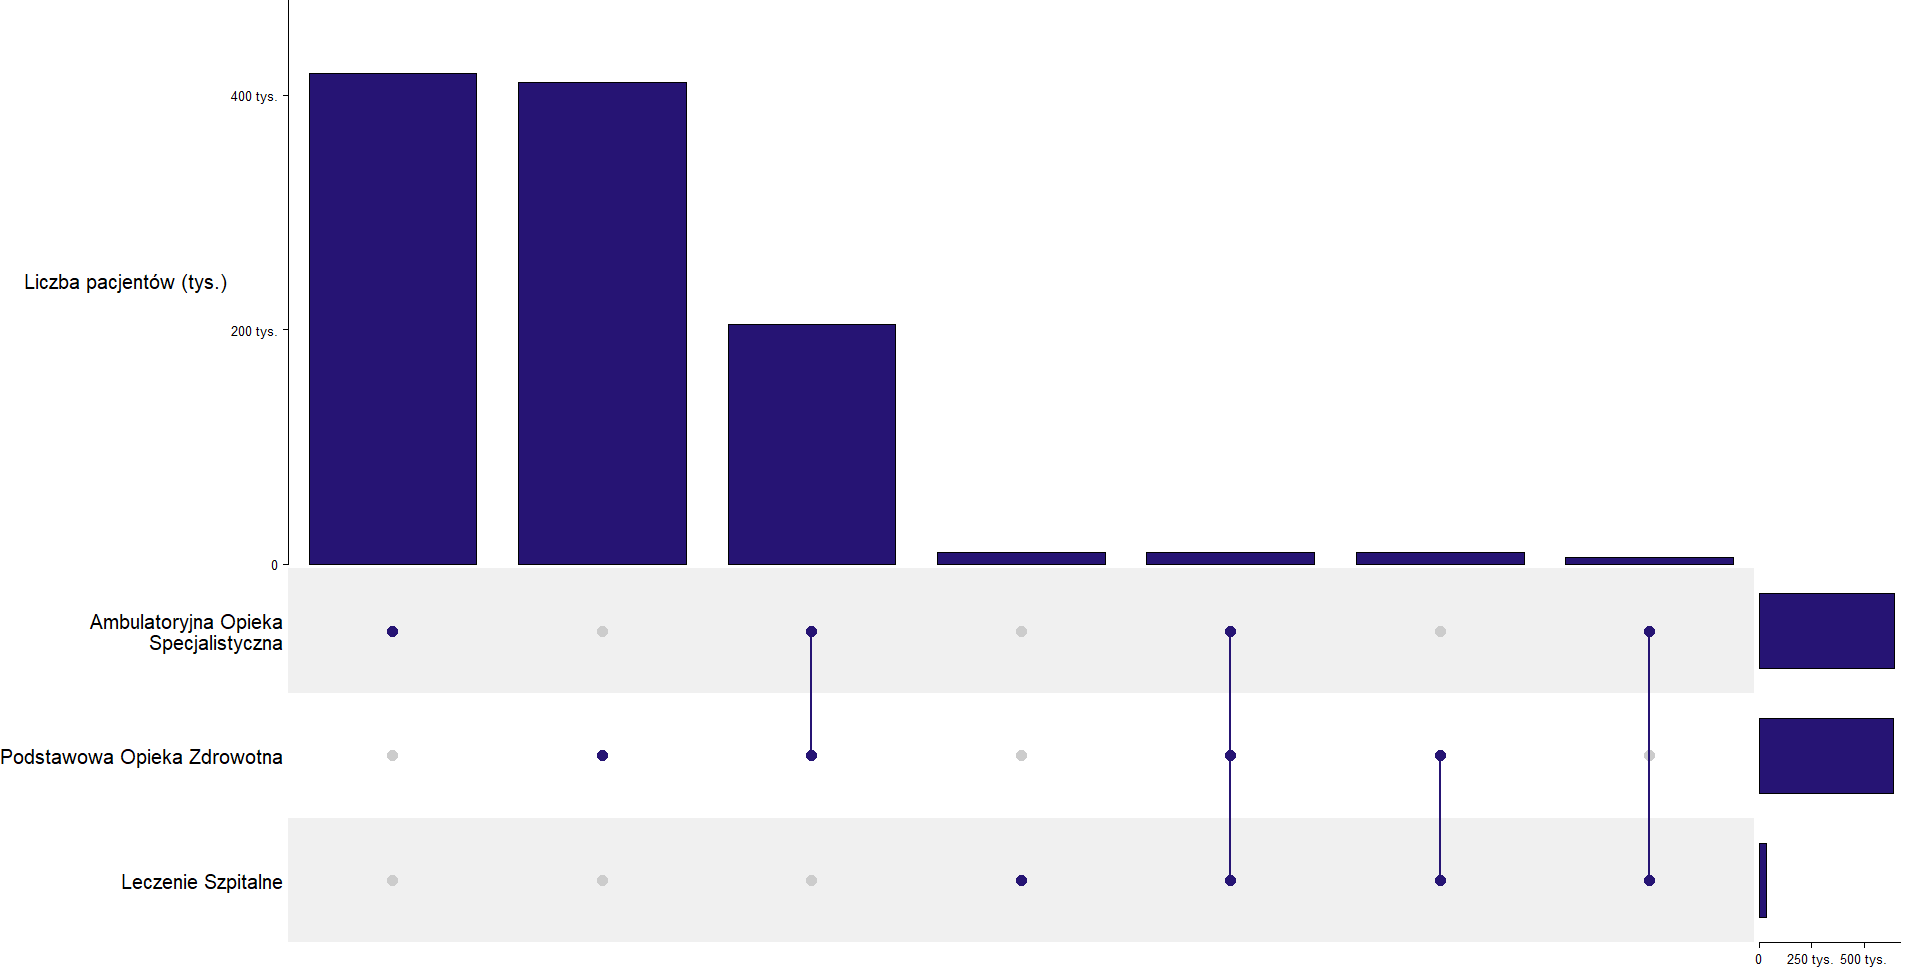 400 tys.
Liczba pacjentów (tys.)
200 tys.
0
Ambulatoryjna Opieka
Specjalistyczna
Podstawowa Opieka Zdrowotna
Leczenie Szpitalne
0 250 tys. 500 tys.